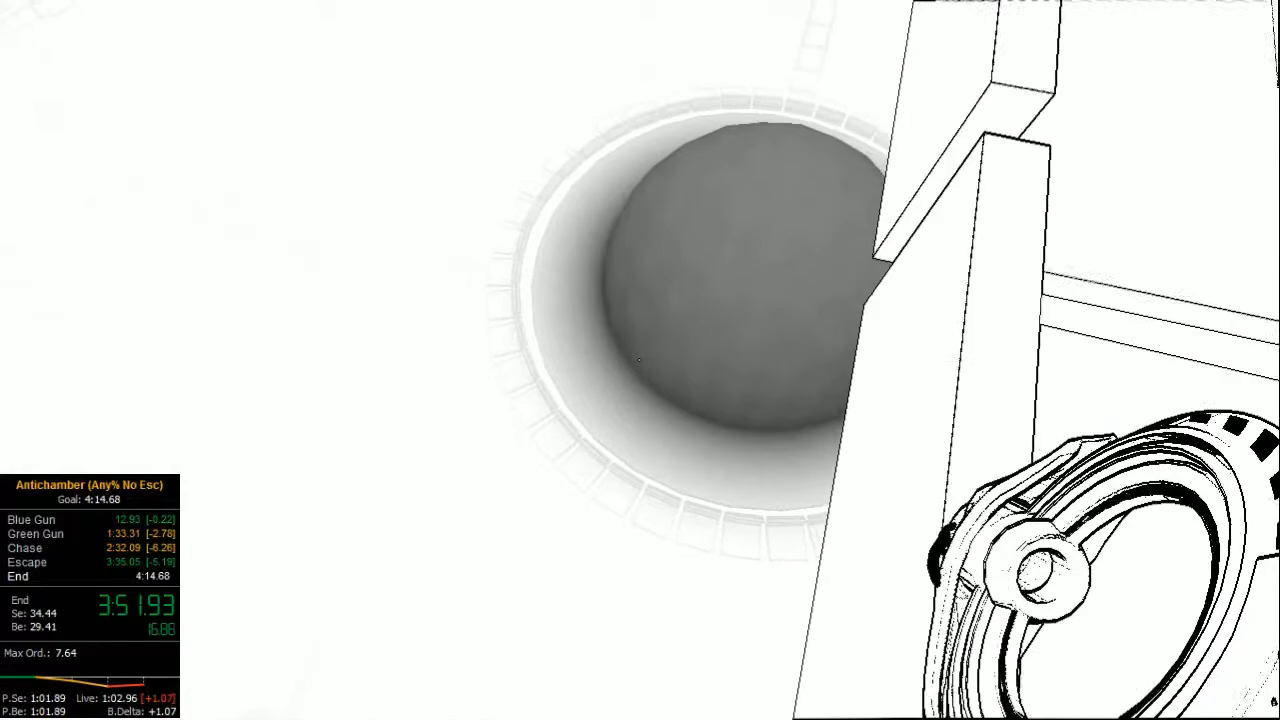 Antichamber (Any% No Esc)
Goal: 4:14.68
Blue Gun 12.93 [-0.22]
Green Gun 1:33.31 [-2.78]
Chase 2:32.09 [-6.26]
Escape 3:35.05 [-5.19]
End 4:14.68
End 3:51.93
Se: 34.44
Be: 29.41 16.88
Max Ord.: 7.64
P.Se: 1:01.89 Live: 1:02.96 [+1.07]
P.Be: 1:01.89 B.Delta: +1.07